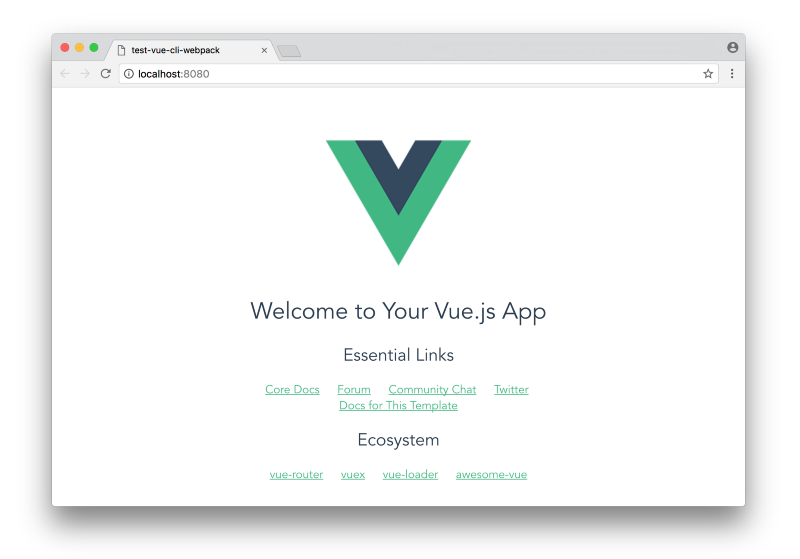 test-vue-cli-webpack
localhost:8080
Welcome to Your Vue.js App
Essential Links
Core Docs Forum Community Chat Twitter
Docs for This Template
Ecosystem
vue-router vuex vue-loader awesome-vue